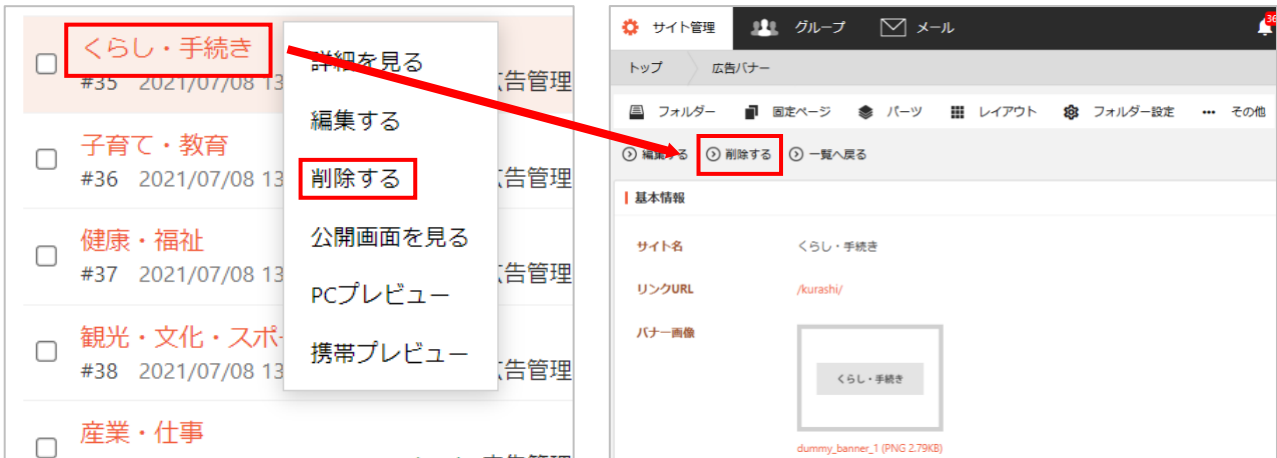 くらし・手続き
#35 2021/07/08 13
広告管理
子育て・教育
#36 2021/07/08 13
広告管理
健康・福祉
#37 2021/07/08 13
広告管理
観光・文化・スポ
#38 2021/07/08 13
広告管理
産業・仕事
広告管理
詳細を見る
編集する
削除する
公開画面を見る
PCプレビュー
携帯プレビュー
サイト管理 グループ メール
36
トップ 広告バナー
フォルダー 固定ページ パーツ レイアウト フォルダー設定 その他
編集する 削除する 一覧へ戻る
基本情報
サイト名 くらし・手続き
リンクURL /kurashi/
バナー画像
くらし・手続き
dummy_banner_1 (PNG 2.79KB)